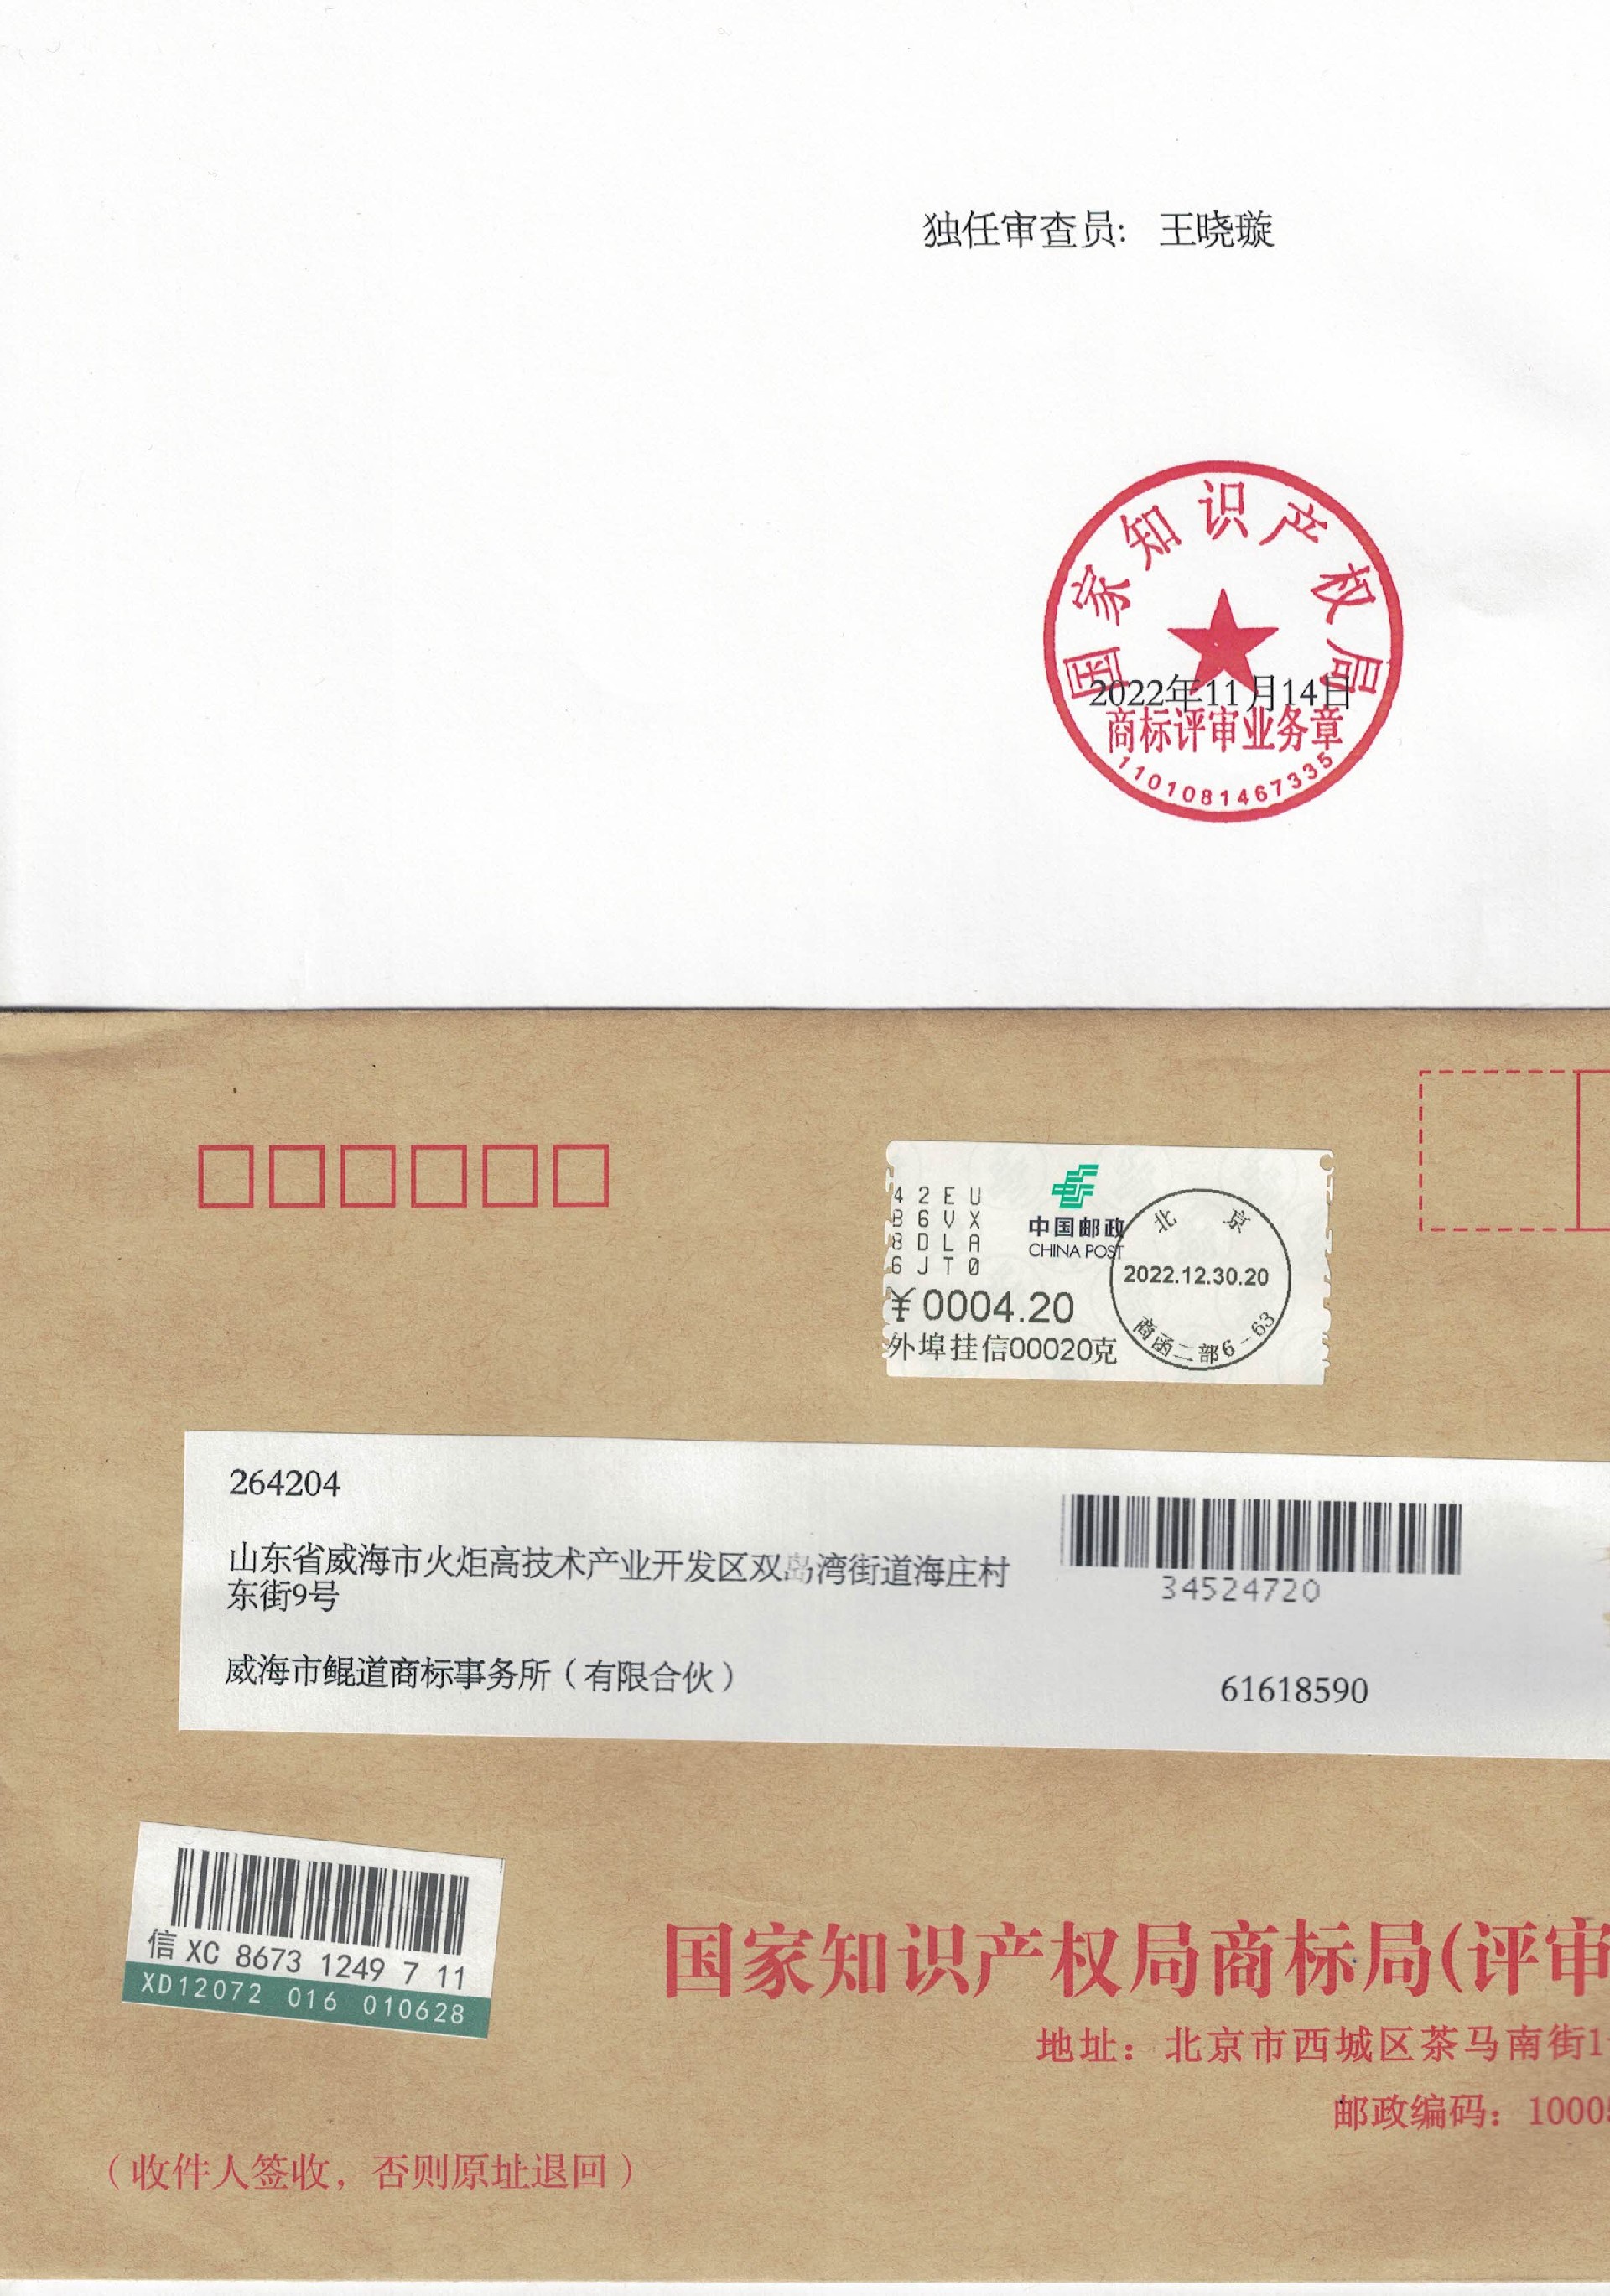 独任审查员： 王晓璇
国家知识产权局
2022年11月14日
商标评审业务章
1101081467335
42EU
B6VX
8DLA
6JT0
中国邮政
CHINA POST
北京
2022.12.30.20
商函二部6-63
¥0004.20
外埠挂信00020克
264204
山东省威海市火炬高技术产业开发区双岛湾街道海庄村
东街9号
34524720
威海市鲲道商标事务所（有限合伙）
61618590
信 XC 8673 1249 7 11
XD12072 016 010628
国家知识产权局商标局(评审
地址：北京市西城区茶马南街1
邮政编码：1000
（收件人签收，否则原址退回）